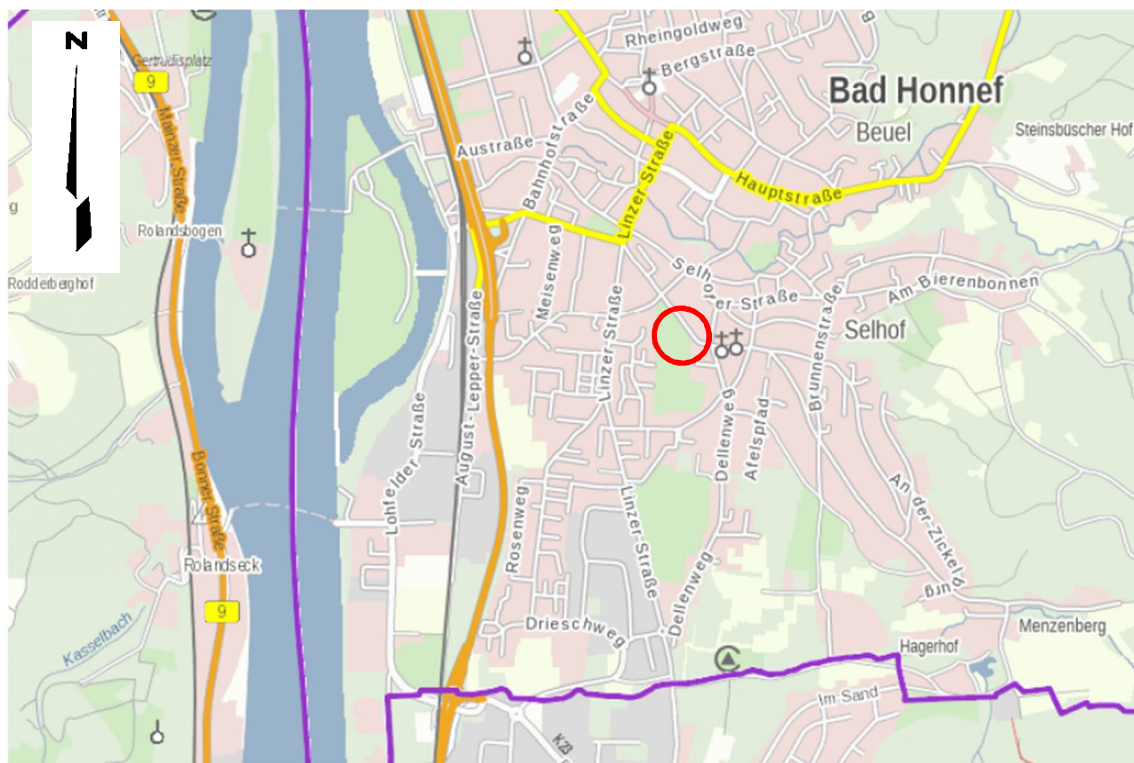 N
Gertrudisplatz
9
Mainzer Straße
Rolandsbogen
g
Rodderberghof
Rheingoldweg
Bergstraße
B
Bad Honnef
Beuel
Steinsbüscher Hof
Austraße
Bahnhofstraße
Linzer-Straße
Hauptstraße
Meisenweg
Selhofer-Straße
Am-Bierenbonnen
Selhof
August-Lepper-Straße
Linzer-Straße
Brunnenstraße
Lohfelder Straße
Dellenweg
Afelspfad
Bonner Straße
Rolandseck
9
Kasselbach
Rosenweg
Linzer-Straße
An-der-Zickelburg
Dellenweg
Drieschweg
Menzenberg
Hagerhof
Im Sand
K23